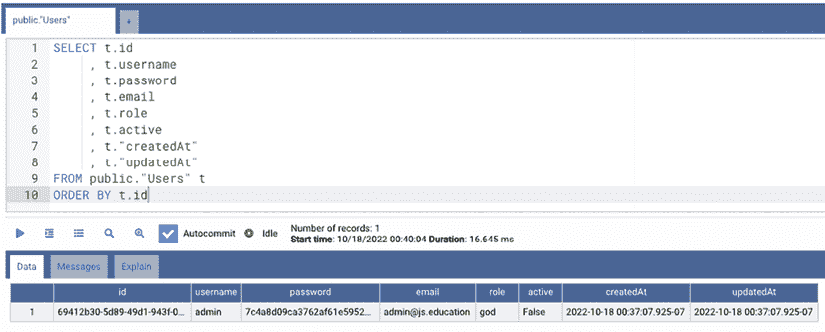 public."Users" +
1 SELECT t.id
2 , t.username
3 , t.password
4 , t.email
5 , t.role
6 , t.active
7 , t."createdAt"
8 , t."updatedAt"
9 FROM public."Users" t
10 ORDER BY t.id
Autocommit Idle Number of records: 1
Start time: 10/18/2022 00:40:04 Duration: 16.645 ms
Data Messages Explain
id username password email role active createdAt updatedAt
1 69412b30-5d89-49d1-943f-0... admin 7c4a8d09ca3762af61e5952... admin@js.education god False 2022-10-18 00:37:07.925-07 2022-10-18 00:37:07.925-07